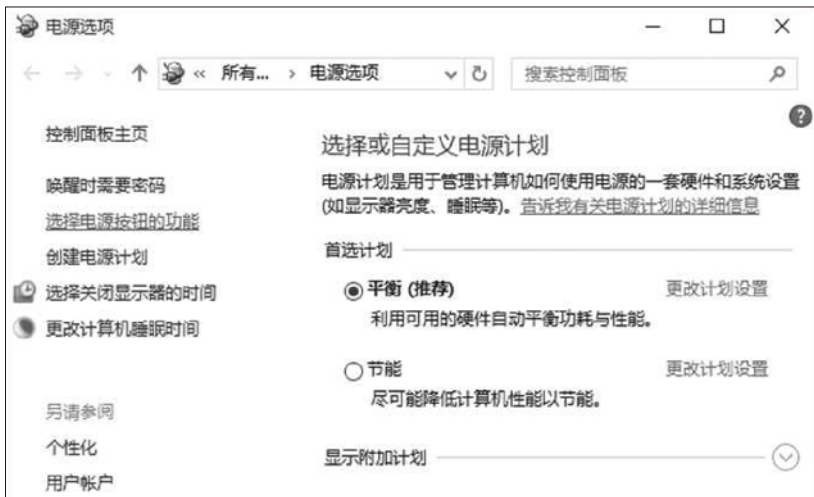 电源选项
« 所有... › 电源选项
搜索控制面板
控制面板主页
唤醒时需要密码
选择电源按钮的功能
创建电源计划
选择关闭显示器的时间
更改计算机睡眠时间
另请参阅
个性化
用户帐户
选择或自定义电源计划
电源计划是用于管理计算机如何使用电源的一套硬件和系统设置
(如显示器亮度、睡眠等)。告诉我有关电源计划的详细信息
首选计划
平衡 (推荐) 更改计划设置
利用可用的硬件自动平衡功耗与性能。
节能 更改计划设置
尽可能降低计算机性能以节能。
显示附加计划